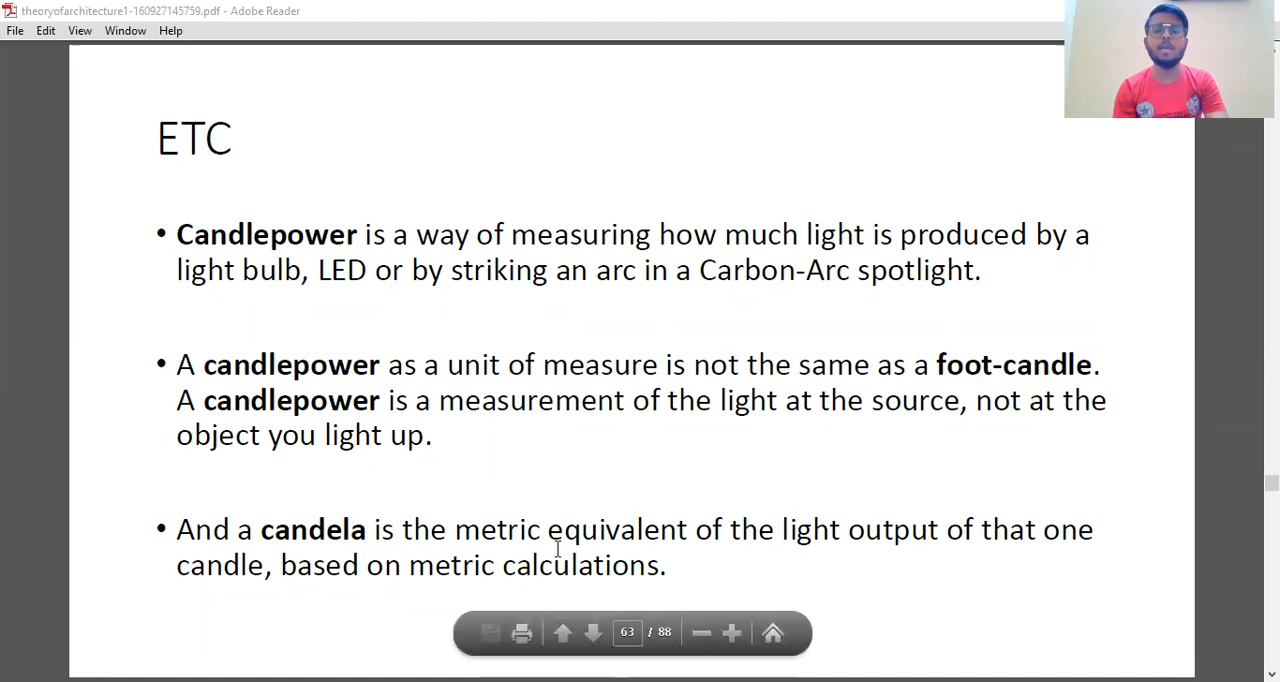 theoryofarchitecture1-160927145759.pdf - Adobe Reader
File Edit View Window Help
ETC
• Candlepower is a way of measuring how much light is produced by a
light bulb, LED or by striking an arc in a Carbon-Arc spotlight.
• A candlepower as a unit of measure is not the same as a foot-candle.
A candlepower is a measurement of the light at the source, not at the
object you light up.
• And a candela is the metric equivalent of the light output of that one
candle, based on metric calculations.
63 / 88